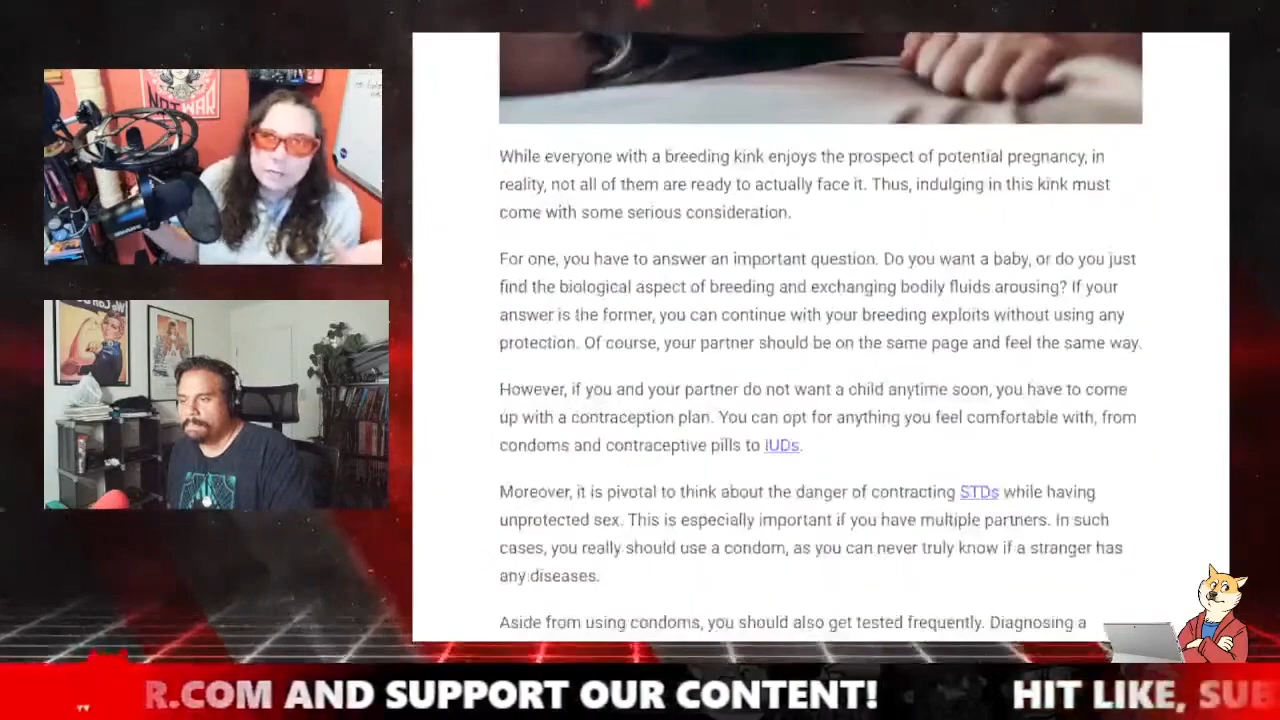 NOT WAR
We Can Do
While everyone with a breeding kink enjoys the prospect of potential pregnancy, in
reality, not all of them are ready to actually face it. Thus, indulging in this kink must
come with some serious consideration.
For one, you have to answer an important question. Do you want a baby, or do you just
find the biological aspect of breeding and exchanging bodily fluids arousing? If your
answer is the former, you can continue with your breeding exploits without using any
protection. Of course, your partner should be on the same page and feel the same way.
However, if you and your partner do not want a child anytime soon, you have to come
up with a contraception plan. You can opt for anything you feel comfortable with, from
condoms and contraceptive pills to IUDs.
Moreover, it is pivotal to think about the danger of contracting STDs while having
unprotected sex. This is especially important if you have multiple partners. In such
cases, you really should use a condom, as you can never truly know if a stranger has
any diseases.
Aside from using condoms, you should also get tested frequently. Diagnosing a
R.COM AND SUPPORT OUR CONTENT! HIT LIKE, SUB